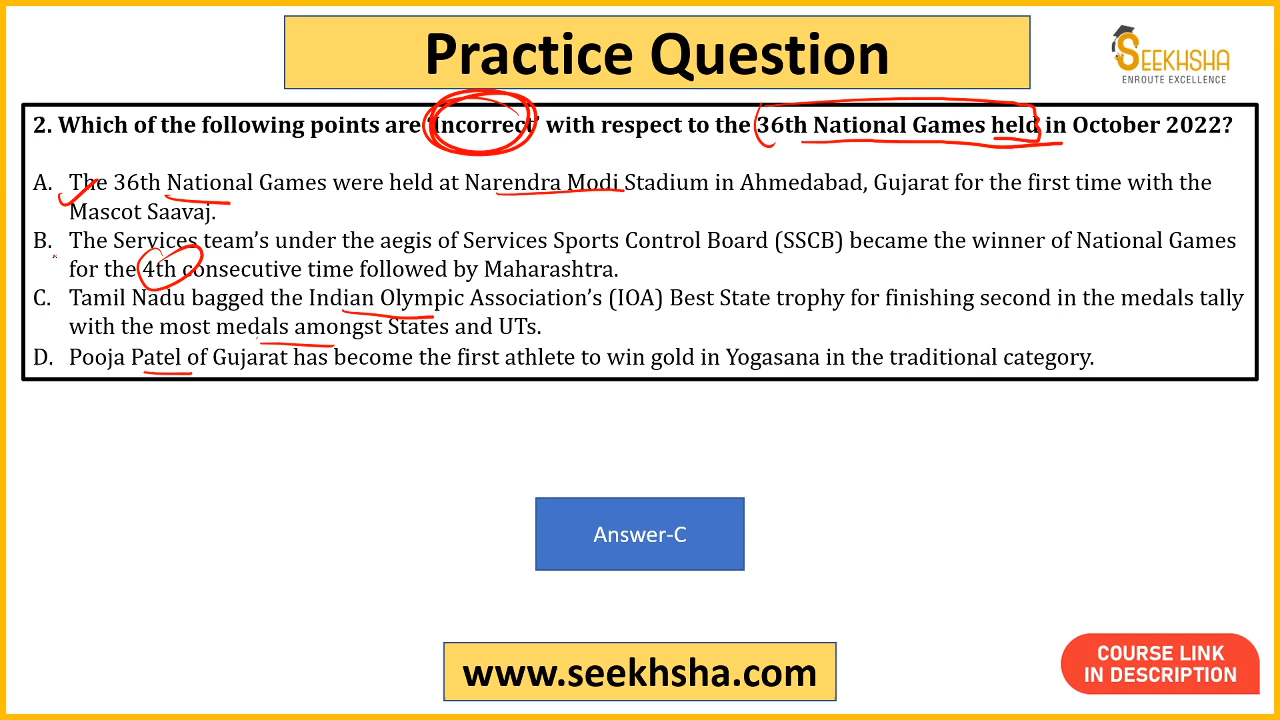 Practice Question
SEEKHSHA
ENROUTE EXCELLENCE
2. Which of the following points are 'Incorrect' with respect to the 36th National Games held in October 2022?
A. The 36th National Games were held at Narendra Modi Stadium in Ahmedabad, Gujarat for the first time with the
Mascot Saavaj.
B. The Services team's under the aegis of Services Sports Control Board (SSCB) became the winner of National Games
for the 4th consecutive time followed by Maharashtra.
C. Tamil Nadu bagged the Indian Olympic Association's (IOA) Best State trophy for finishing second in the medals tally
with the most medals amongst States and UTs.
D. Pooja Patel of Gujarat has become the first athlete to win gold in Yogasana in the traditional category.
Answer-C
www.seekhsha.com
COURSE LINK
IN DESCRIPTION